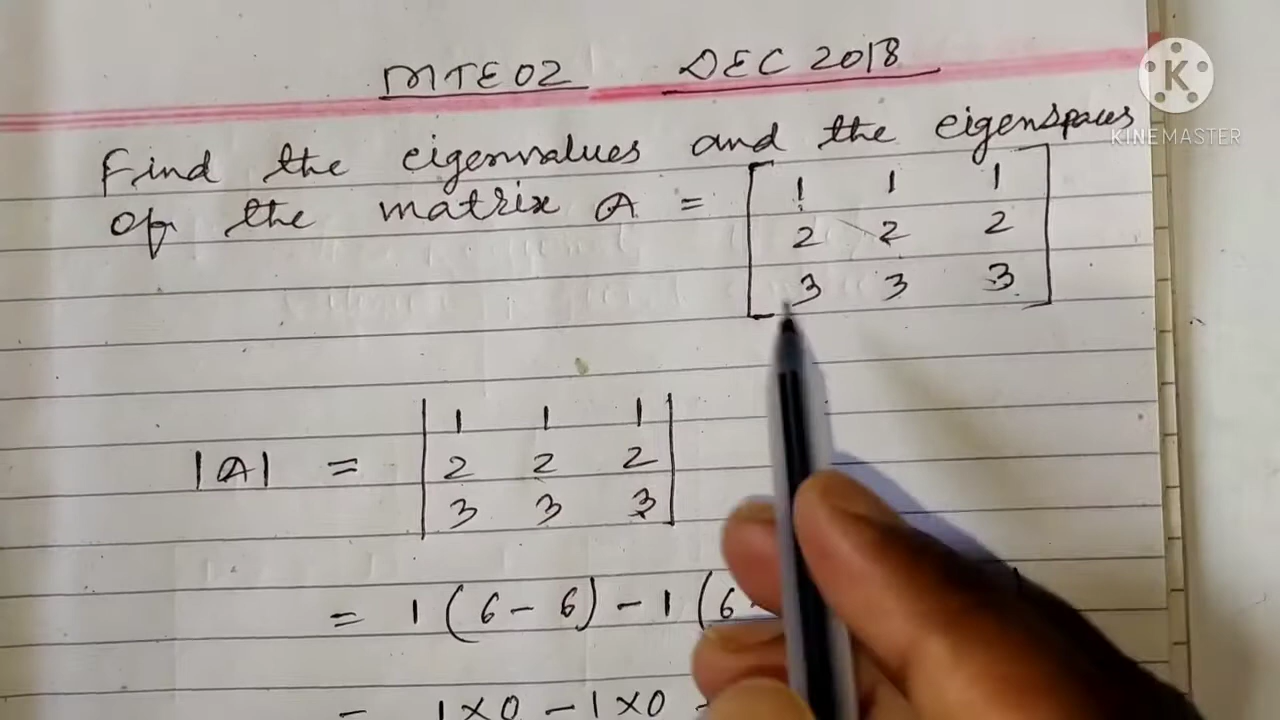 MTE02 DEC 2018
K
KINEMASTER
Find the eigenvalues and the eigenspaces
of the matrix A = [1 1 1
2 2 2
3 3 3]
|A| = |1 1 1
2 2 2
3 3 3|
= 1 (6 - 6) - 1 (6
= 1×0 - 1×0